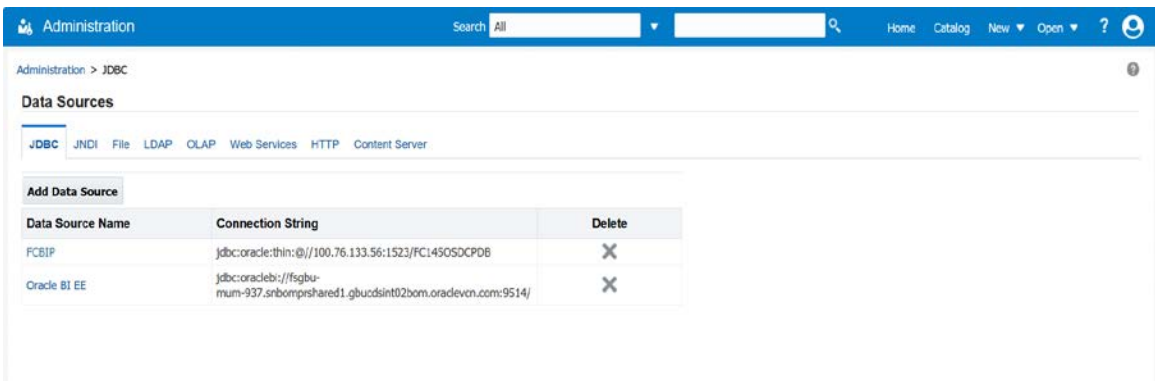 Administration Search All Home Catalog New Open ?
Administration > JDBC ?
Data Sources
JDBC JNDI File LDAP OLAP Web Services HTTP Content Server
Add Data Source
Data Source Name Connection String Delete
FCBIP jdbc:oracle:thin:@//100.76.133.56:1523/FC145OSDCPDB
Oracle BI EE jdbc:oraclebi://fsgbu-
mum-937.snbomprshared1.gbucdsint02bom.oraclevcn.com:9514/